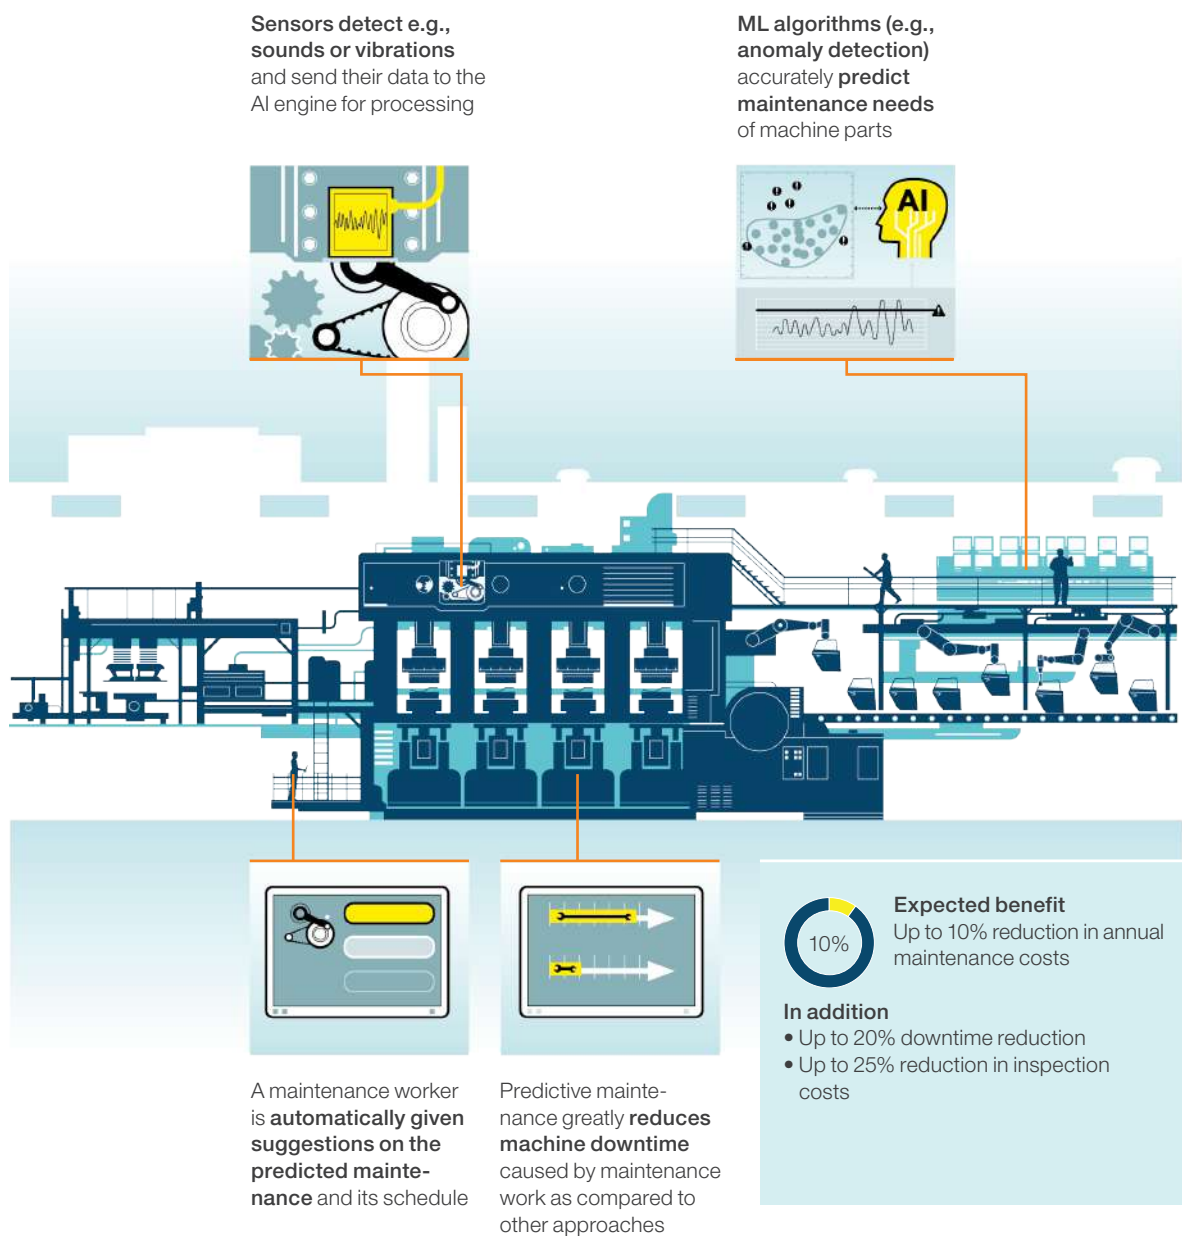 Sensors detect e.g.,
sounds or vibrations
and send their data to the
AI engine for processing
ML algorithms (e.g.,
anomaly detection)
accurately predict
maintenance needs
of machine parts
AI
A maintenance worker
is automatically given
suggestions on the
predicted mainte-
nance and its schedule
Predictive mainte-
nance greatly reduces
machine downtime
caused by maintenance
work as compared to
other approaches
10%
Expected benefit
Up to 10% reduction in annual
maintenance costs
In addition
• Up to 20% downtime reduction
• Up to 25% reduction in inspection
costs